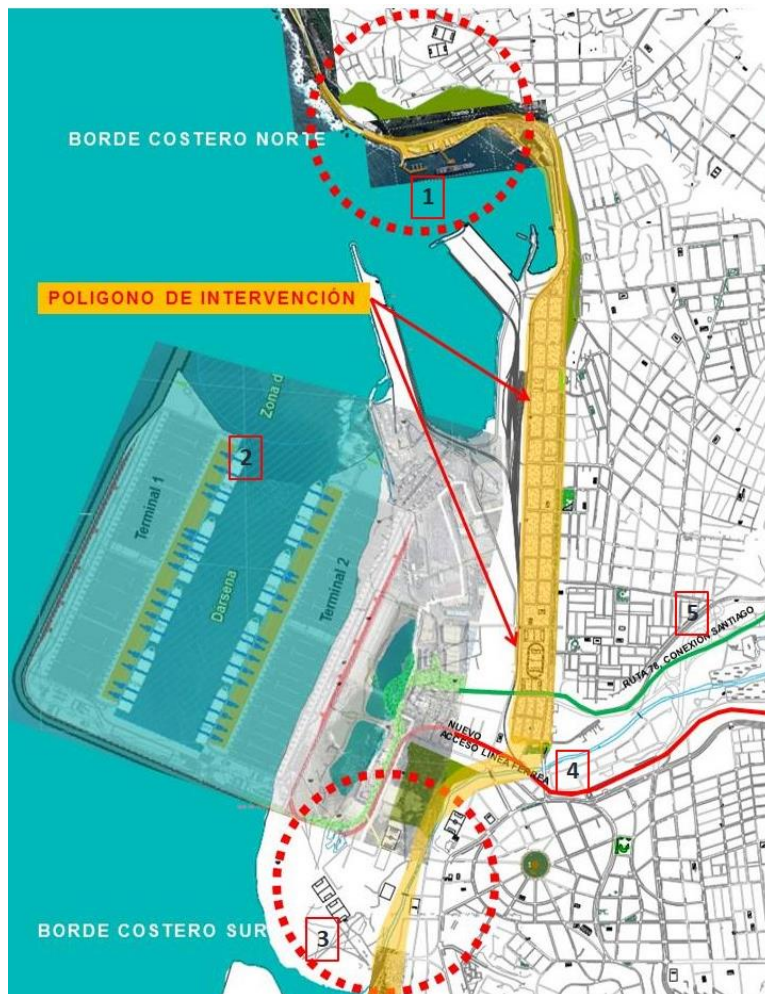 BORDE COSTERO NORTE
1
POLIGONO DE INTERVENCIÓN
Zona d
2
Terminal 1
Darsena
Terminal 2
5
RUTA 78, CONEXIÓN SANTIAGO
NUEVO
ACCESO LINEA FERREA
4
BORDE COSTERO SUR
3